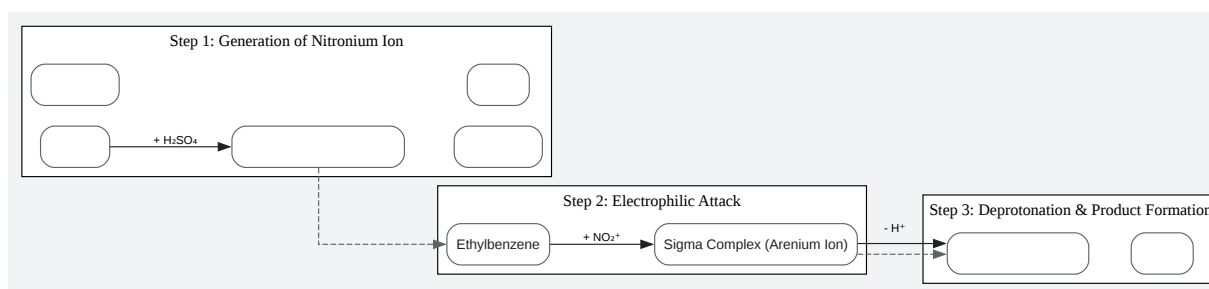 Step 1: Generation of Nitronium Ion
+ H₂SO₄
Step 2: Electrophilic Attack
Ethylbenzene
+ NO₂⁺
Sigma Complex (Arenium Ion)
- H⁺
Step 3: Deprotonation & Product Formation